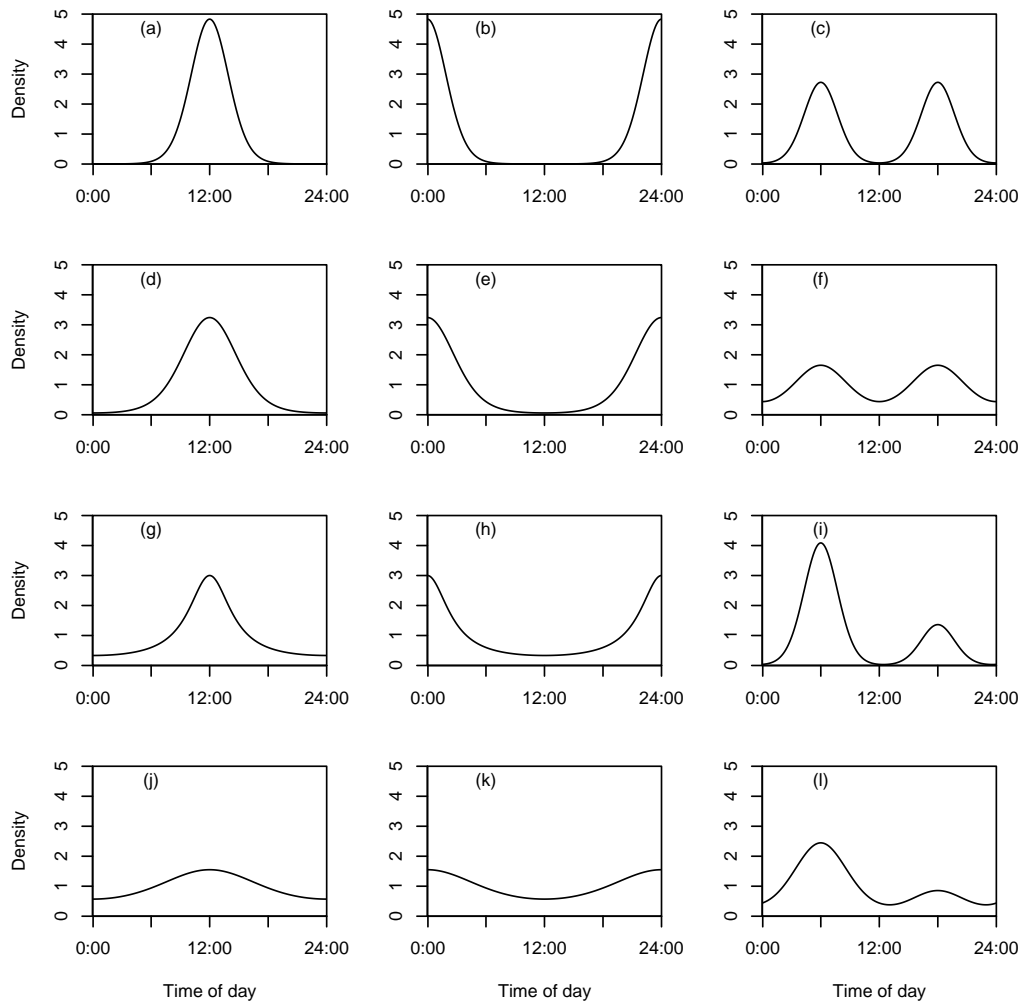 (a) (b) (c)
Density 5 4 3 2 1 0 5 4 3 2 1 0 5 4 3 2 1 0
0:00 12:00 24:00 0:00 12:00 24:00 0:00 12:00 24:00
(d) (e) (f)
Density 5 4 3 2 1 0 5 4 3 2 1 0 5 4 3 2 1 0
0:00 12:00 24:00 0:00 12:00 24:00 0:00 12:00 24:00
(g) (h) (i)
Density 5 4 3 2 1 0 5 4 3 2 1 0 5 4 3 2 1 0
0:00 12:00 24:00 0:00 12:00 24:00 0:00 12:00 24:00
(j) (k) (l)
Density 5 4 3 2 1 0 5 4 3 2 1 0 5 4 3 2 1 0
0:00 12:00 24:00 0:00 12:00 24:00 0:00 12:00 24:00
Time of day Time of day Time of day